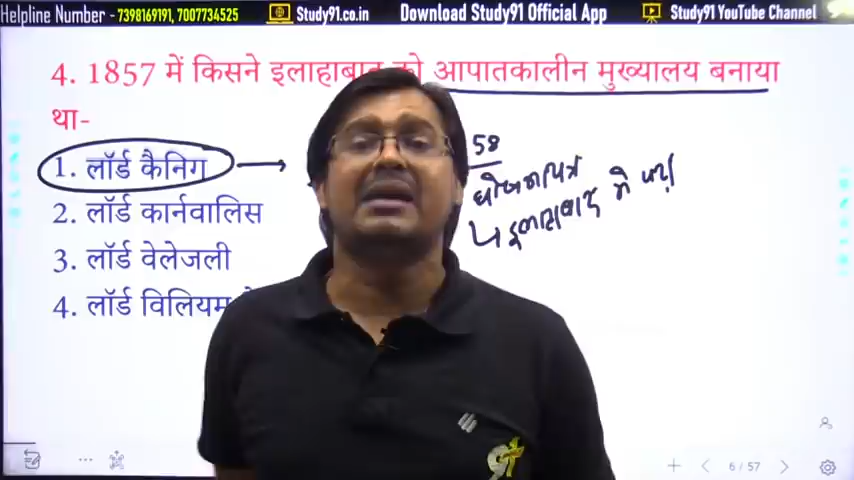 Helpline Number - 7398169191, 7007734525 Study91.co.in Download Study91 Official App Study91 YouTube Channel
4. 1857 में किसने इलाहाबाद को आपातकालीन मुख्यालय बनाया
था-
1. लॉर्ड कैनिग
2. लॉर्ड कार्नवालिस
3. लॉर्ड वेलेजली
4. लॉर्ड विलियम
58
घोषणापत्र
इलाहाबाद में पढ़ा
6/57